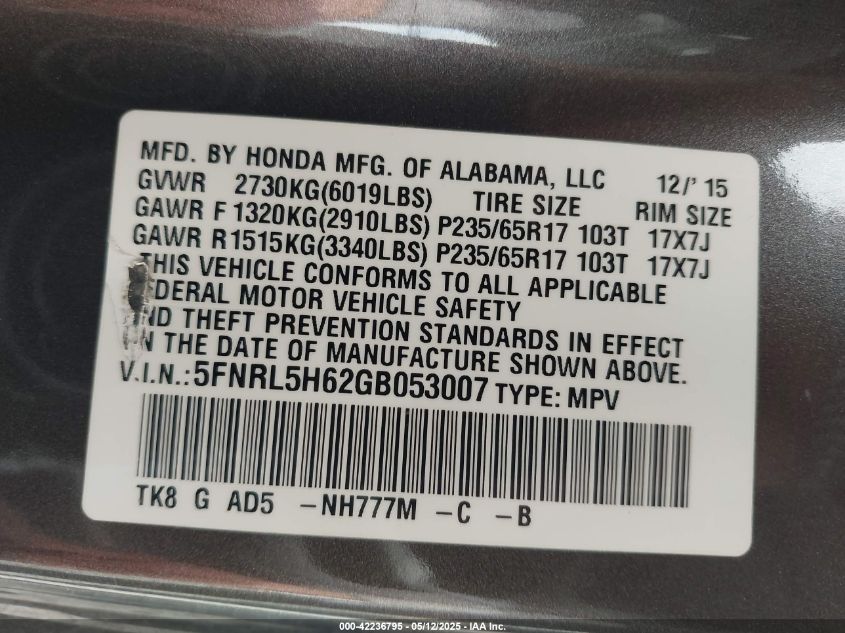 MFD. BY HONDA MFG. OF ALABAMA, LLC 12/' 15
GVWR 2730KG(6019LBS) TIRE SIZE RIM SIZE
GAWR F 1320KG(2910LBS) P235/65R17 103T 17X7J
GAWR R 1515KG(3340LBS) P235/65R17 103T 17X7J
THIS VEHICLE CONFORMS TO ALL APPLICABLE
EDERAL MOTOR VEHICLE SAFETY
ND THEFT PREVENTION STANDARDS IN EFFECT
N THE DATE OF MANUFACTURE SHOWN ABOVE.
V.I.N.: 5FNRL5H62GB053007 TYPE: MPV
TK8 G AD5 -NH777M -C -B
000-42236795 - 05/12/2025 - IAA Inc.